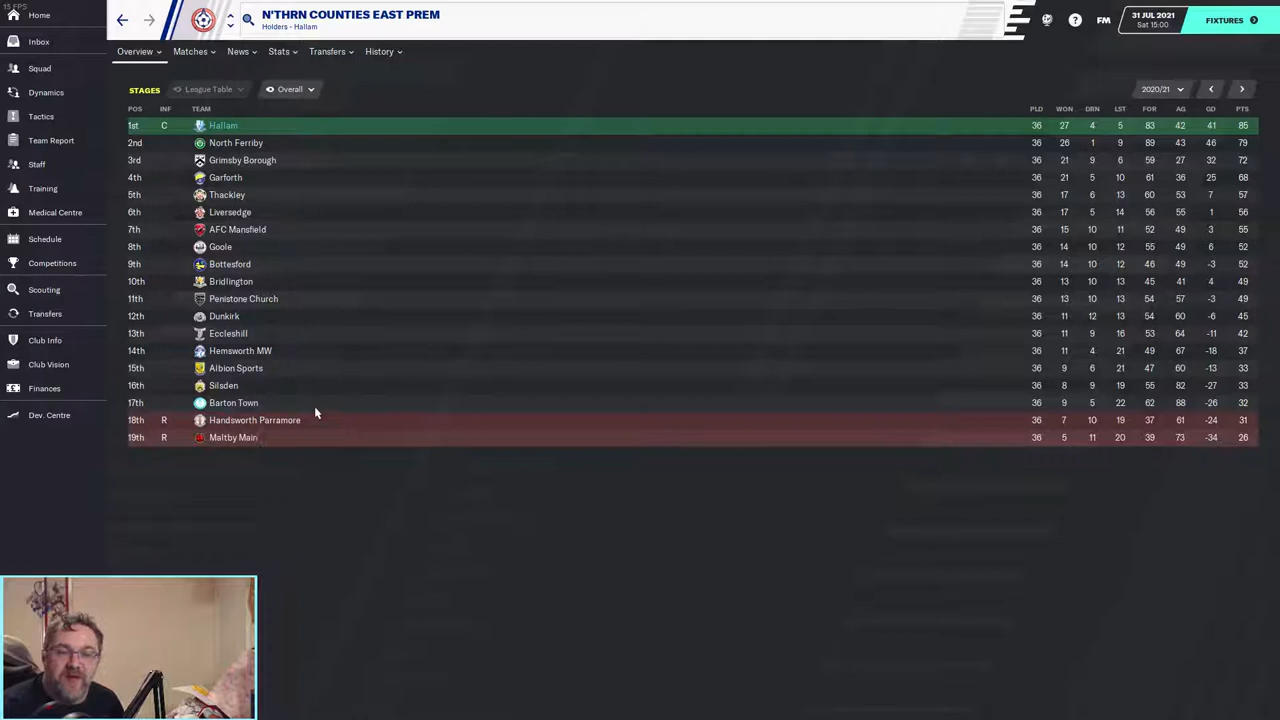 15 FPS
Home
Inbox
Squad
Dynamics
Tactics
Team Report
Staff
Training
Medical Centre
Schedule
Competitions
Scouting
Transfers
Club Info
Club Vision
Finances
Dev. Centre
N'THRN COUNTIES EAST PREM
Holders - Hallam
FM
31 JUL 2021
Sat 15:00
FIXTURES
Overview Matches News Stats Transfers History
STAGES League Table Overall 2020/21
POS INF TEAM PLD WON DRN LST FOR AG GD PTS
1st C Hallam 36 27 4 5 83 42 41 85
2nd North Ferriby 36 26 1 9 89 43 46 79
3rd Grimsby Borough 36 21 9 6 59 27 32 72
4th Garforth 36 21 5 10 61 36 25 68
5th Thackley 36 17 6 13 60 53 7 57
6th Liversedge 36 17 5 14 56 55 1 56
7th AFC Mansfield 36 15 10 11 52 49 3 55
8th Goole 36 14 10 12 55 49 6 52
9th Bottesford 36 14 10 12 46 49 -3 52
10th Bridlington 36 13 10 13 45 41 4 49
11th Penistone Church 36 13 10 13 54 57 -3 49
12th Dunkirk 36 11 12 13 54 60 -6 45
13th Eccleshill 36 11 9 16 53 64 -11 42
14th Hemsworth MW 36 11 4 21 49 67 -18 37
15th Albion Sports 36 9 6 21 47 60 -13 33
16th Silsden 36 8 9 19 55 82 -27 33
17th Barton Town 36 9 5 22 62 88 -26 32
18th R Handsworth Parramore 36 7 10 19 37 61 -24 31
19th R Maltby Main 36 5 11 20 39 73 -34 26